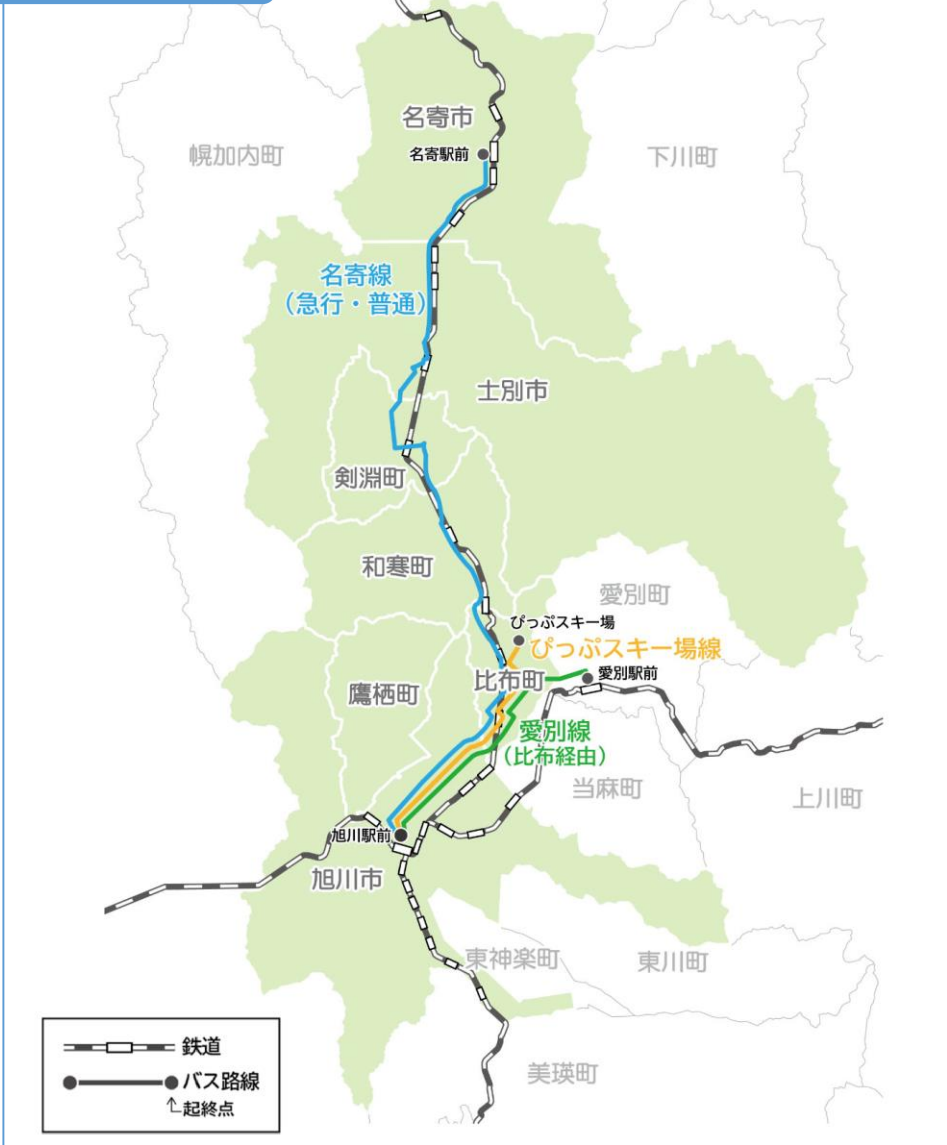 名寄市
名寄駅前
幌加内町
下川町
名寄線
(急行・普通)
士別市
剣淵町
和寒町
愛別町
ぴっぷスキー場
ぴっぷスキー場線
愛別駅前
比布町
鷹栖町
愛別線
(比布経由)
当麻町
上川町
旭川駅前
旭川市
東神楽町
東川町
美瑛町
鉄道
バス路線
↑起終点